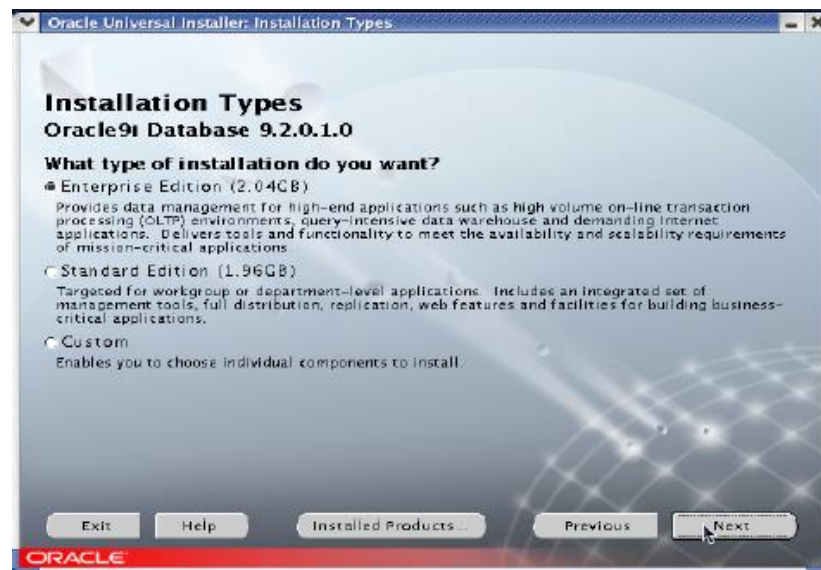 Oracle Universal Installer: Installation Types
Installation Types
Oracle9i Database 9.2.0.1.0
What type of installation do you want?
Enterprise Edition (2.04GB)
Provides data management for high-end applications such as high volume on-line transaction
processing (OLTP) environments, query-intensive data warehouse and demanding Internet
applications. Delivers tools and functionality to meet the availability and scalability requirements
of mission-critical applications.
Standard Edition (1.96GB)
Targeted for workgroup or department-level applications. Includes an integrated set of
management tools, full distribution, replication, web features and facilities for building business-
critical applications.
Custom
Enables you to choose individual components to install.
Exit Help Installed Products... Previous Next
ORACLE